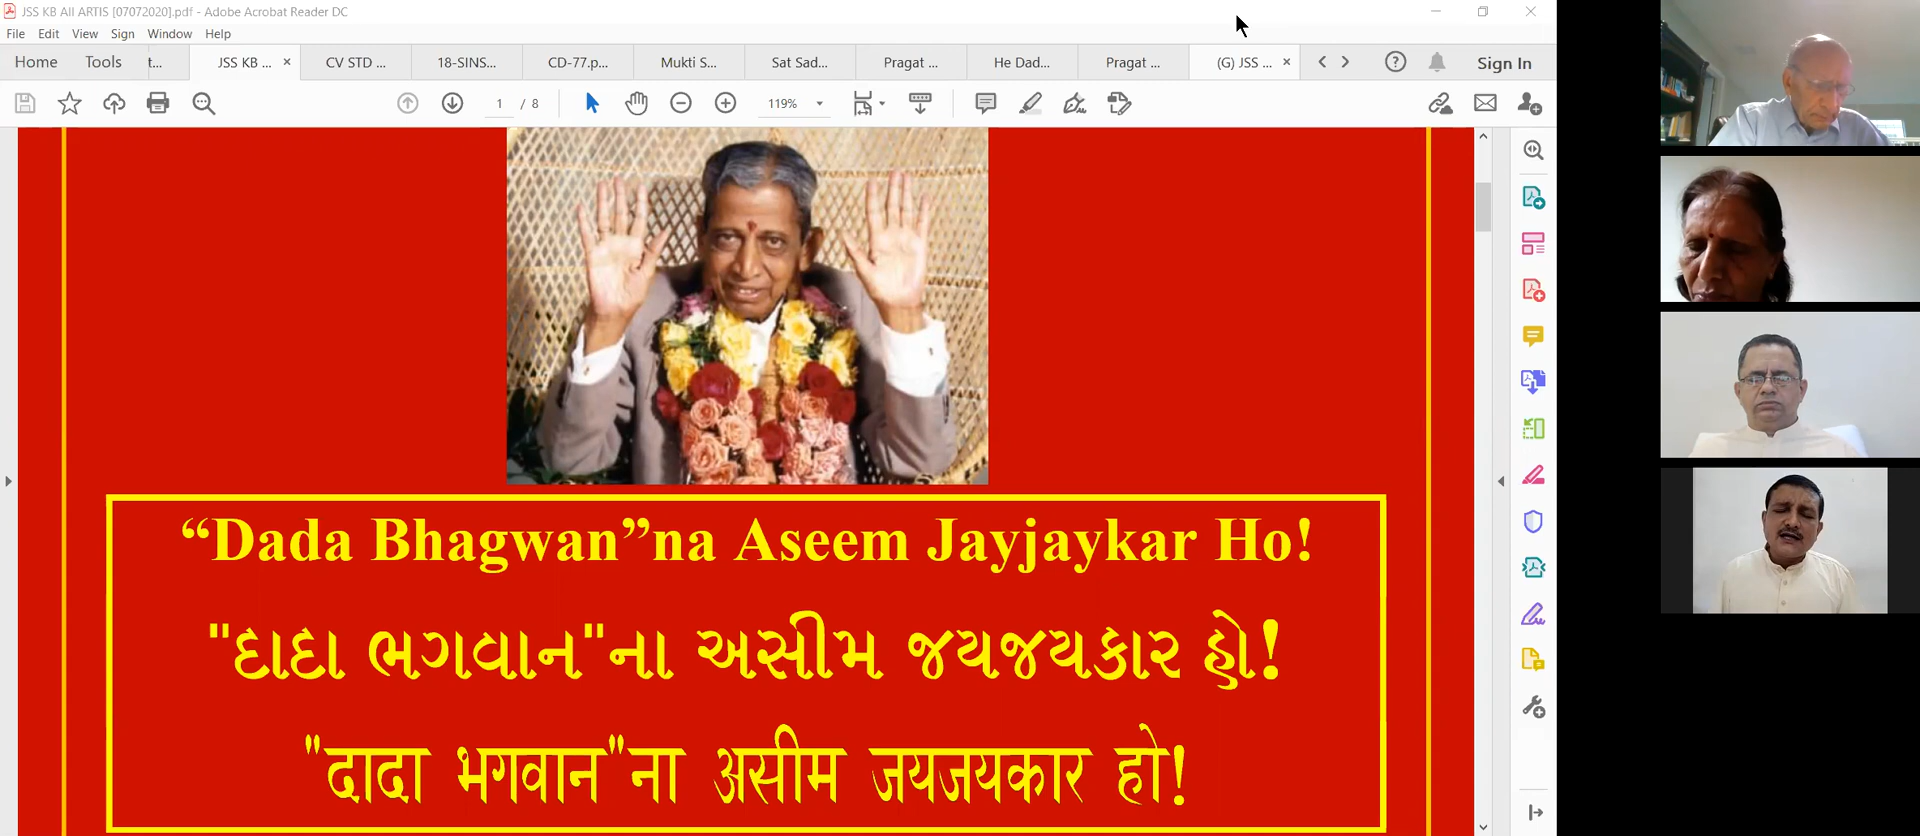 JSS KB All ARTIS [07072020].pdf - Adobe Acrobat Reader DC
File Edit View Sign Window Help
Home Tools t... JSS KB ... × CV STD ... 18-SINS... CD-77.p... Mukti S... Sat Sad... Pragat ... He Dad... Pragat ... (G) JSS ... × Sign In
1 / 8 119%
“Dada Bhagwan”na Aseem Jayjaykar Ho!
"દાદા ભગવાન"ના અસીમ જયજયકાર હો!
"दादा भगवान"ना असीम जयजयकार हो!